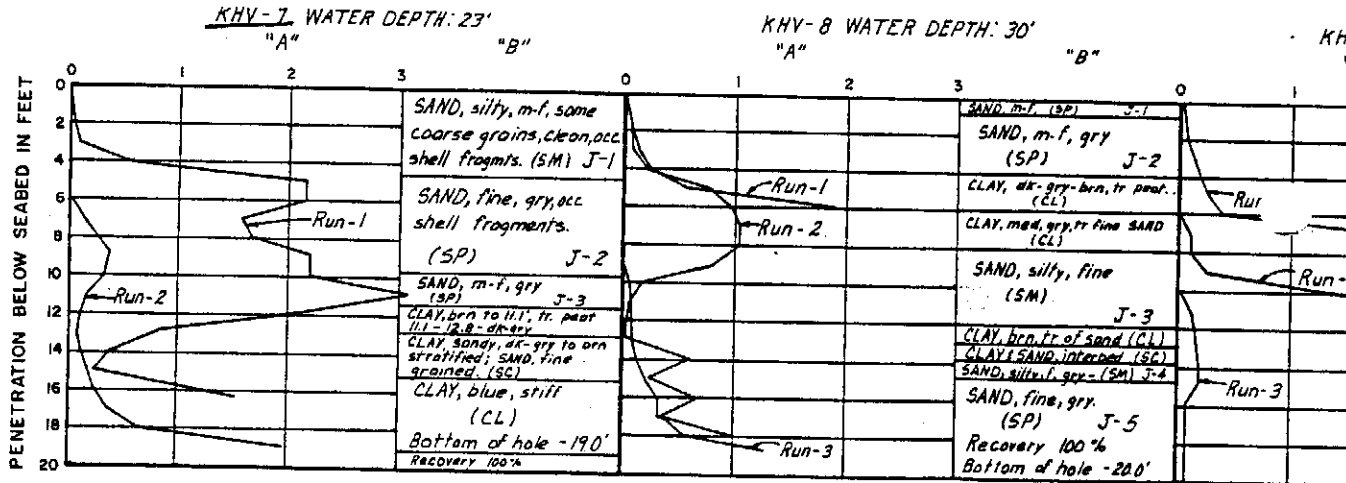 KHV-7 WATER DEPTH: 23'
"A" "B"
KHV-8 WATER DEPTH: 30'
"A" "B"
KH
PENETRATION BELOW SEABED IN FEET
0 1 2 3
0
2
4
6
8
10
12
14
16
18
20
Run-1
Run-2
SAND, silty, m-f, some
coarse grains, clean, occ.
shell fragmts. (SM) J-1
SAND, fine, gry, occ
shell fragments.
(SP) J-2
SAND, m-f, gry
(SP) J-3
CLAY, brn to 11.1', tr. peat
11.1 - 12.8 - dk-gry
CLAY, sandy, dk-gry to brn
stratified; SAND, fine
grained. (SC)
CLAY, blue, stiff
(CL)
Bottom of hole -19.0'
Recovery 100%
0 1 2 3
Run-1
Run-2
Run-3
SAND, m-f, (SP) J-1
SAND, m-f, gry
(SP) J-2
CLAY, dk-gry-brn, tr peat.
(CL)
CLAY, med, gry, tr fine SAND
(CL)
SAND, silty, fine
(SM)
J-3
CLAY, brn, tr. of sand (CL)
CLAY & SAND, interbed (SC)
SAND, silty, f, gry - (SM) J-4
SAND, fine, gry.
(SP) J-5
Recovery 100%
Bottom of hole -20.0'
0 1
Rur
Run-
Run-3